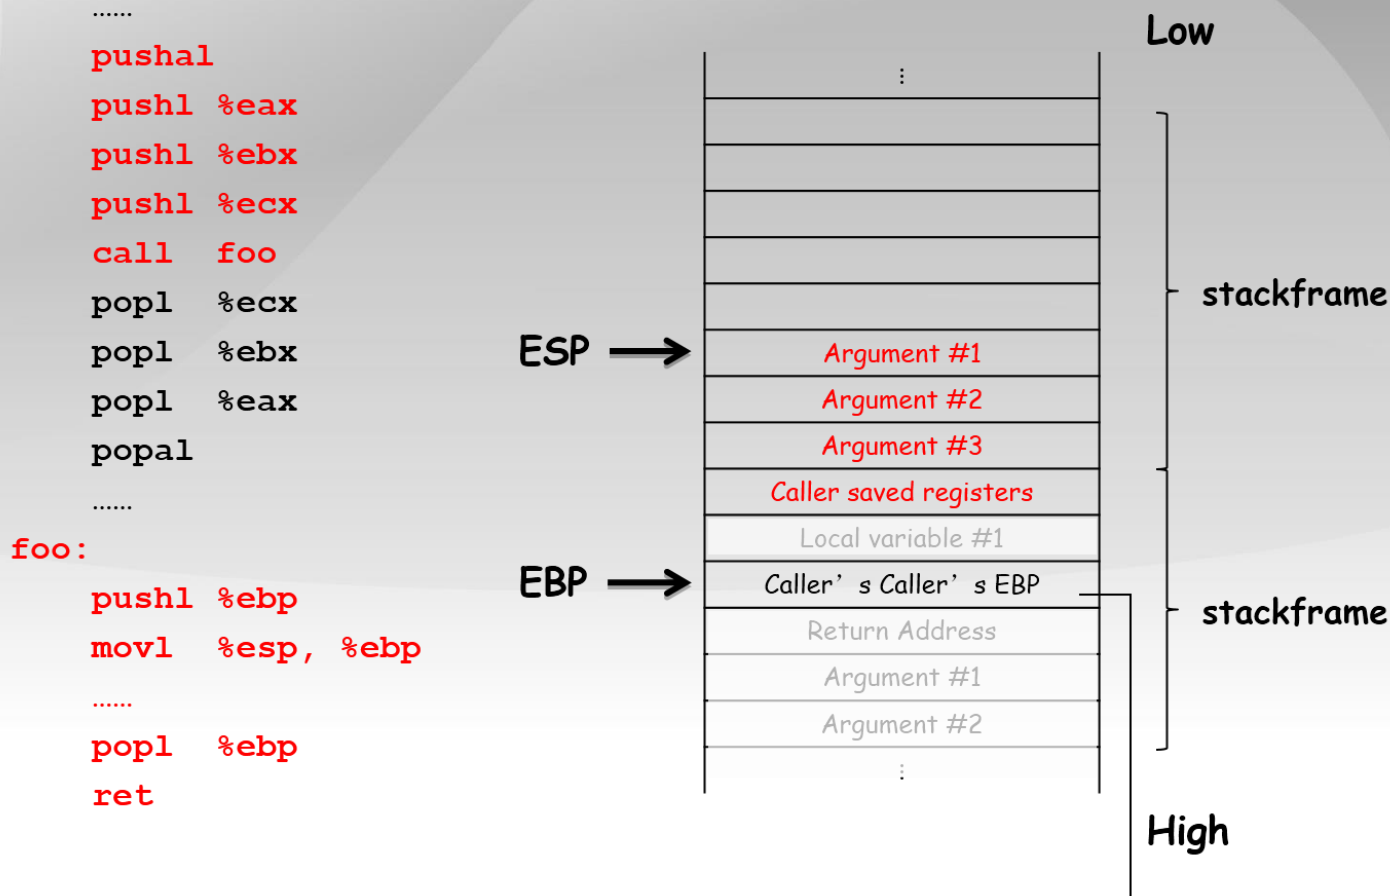 ……
pushal
pushl %eax
pushl %ebx
pushl %ecx
call foo
popl %ecx
popl %ebx
popl %eax
popal
……
foo:
pushl %ebp
movl %esp, %ebp
……
popl %ebp
ret
ESP
EBP
Low
⋮
Argument #1
Argument #2
Argument #3
Caller saved registers
Local variable #1
Caller’s Caller’s EBP
Return Address
Argument #1
Argument #2
⋮
stackframe
stackframe
High